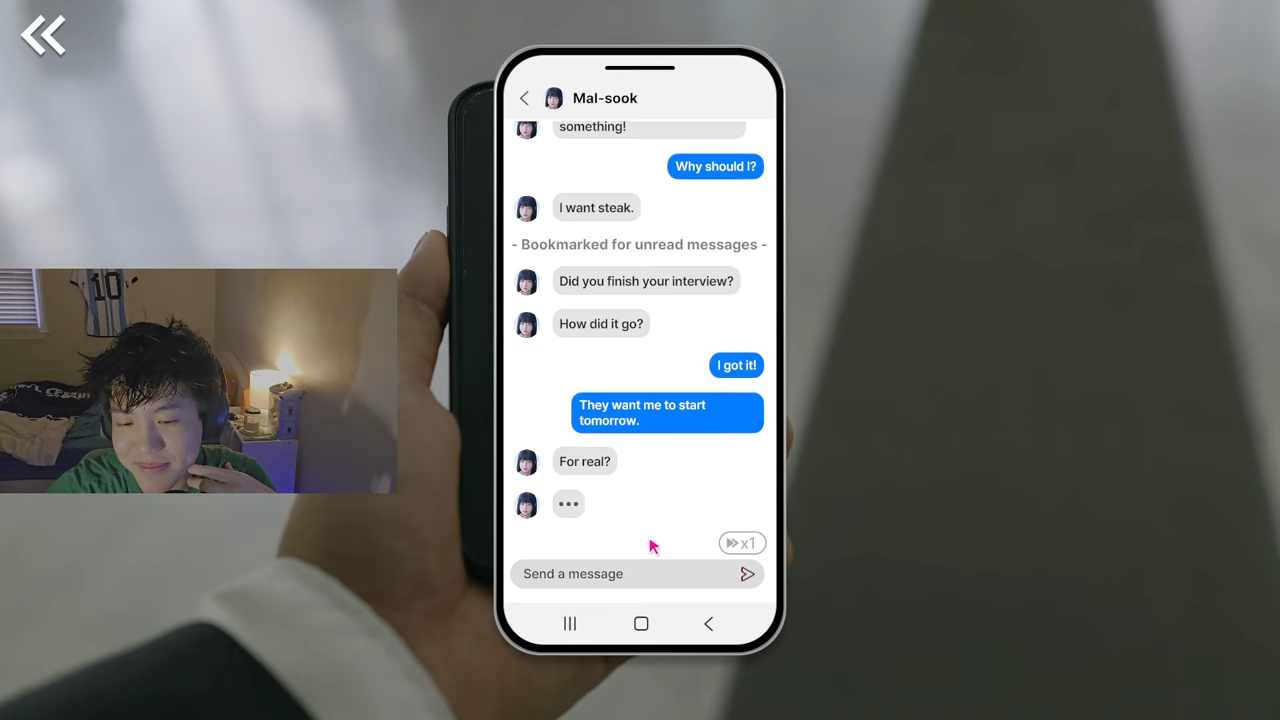 Mal-sook
something!
Why should I?
I want steak.
- Bookmarked for unread messages -
Did you finish your interview?
How did it go?
I got it!
They want me to start
tomorrow.
For real?
x1
Send a message
10